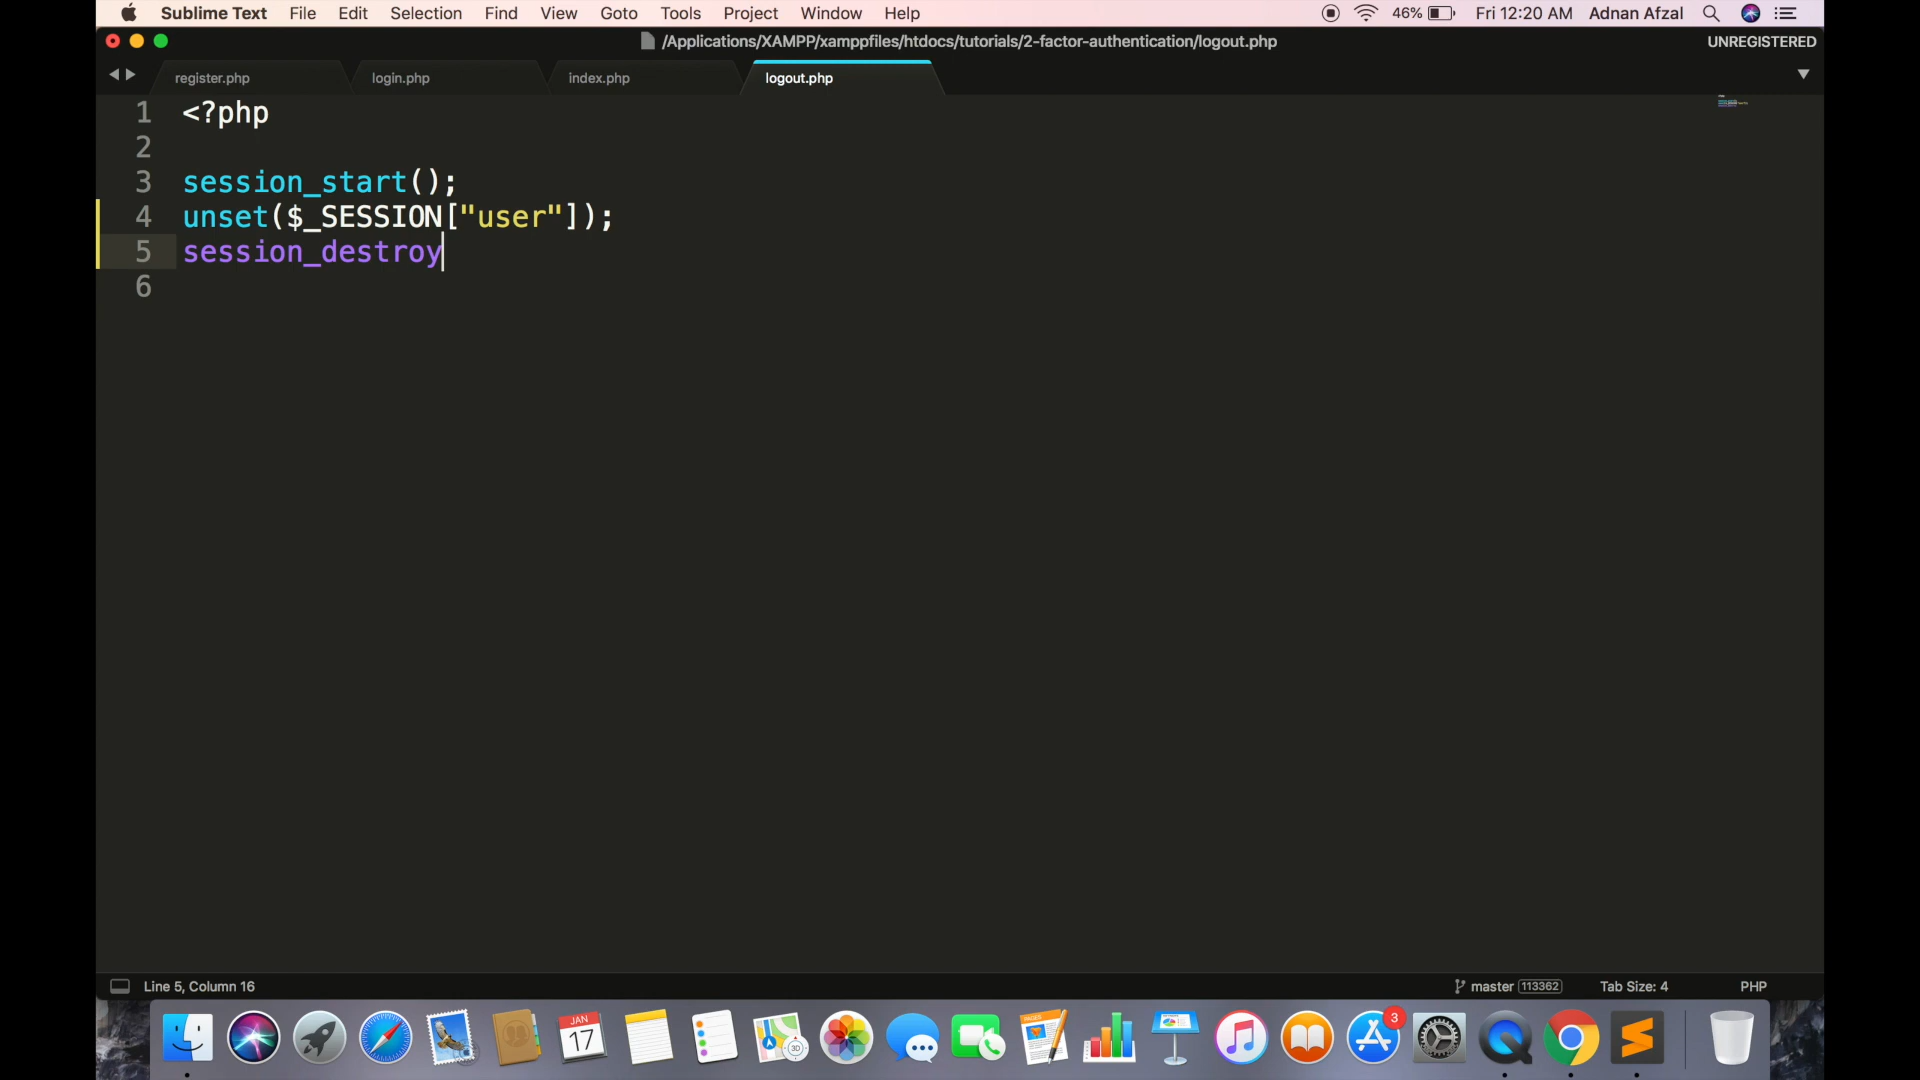 Sublime Text File Edit Selection Find View Goto Tools Project Window Help 46% Fri 12:20 AM Adnan Afzal
/Applications/XAMPP/xamppfiles/htdocs/tutorials/2-factor-authentication/logout.php UNREGISTERED
register.php login.php index.php logout.php
1 <?php
2
3 session_start();
4 unset($_SESSION["user"]);
5 session_destroy
6
Line 5, Column 16 master 113362 Tab Size: 4 PHP
JAN
17
3D
PAGES
3